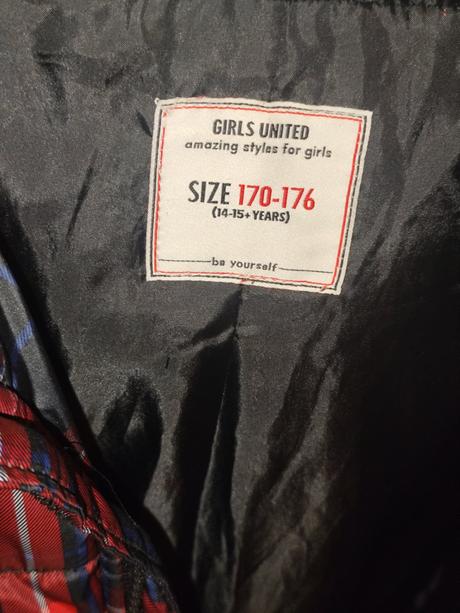 GIRLS UNITED
amazing styles for girls
SIZE 170-176
(14-15+ YEARS)
be yourself